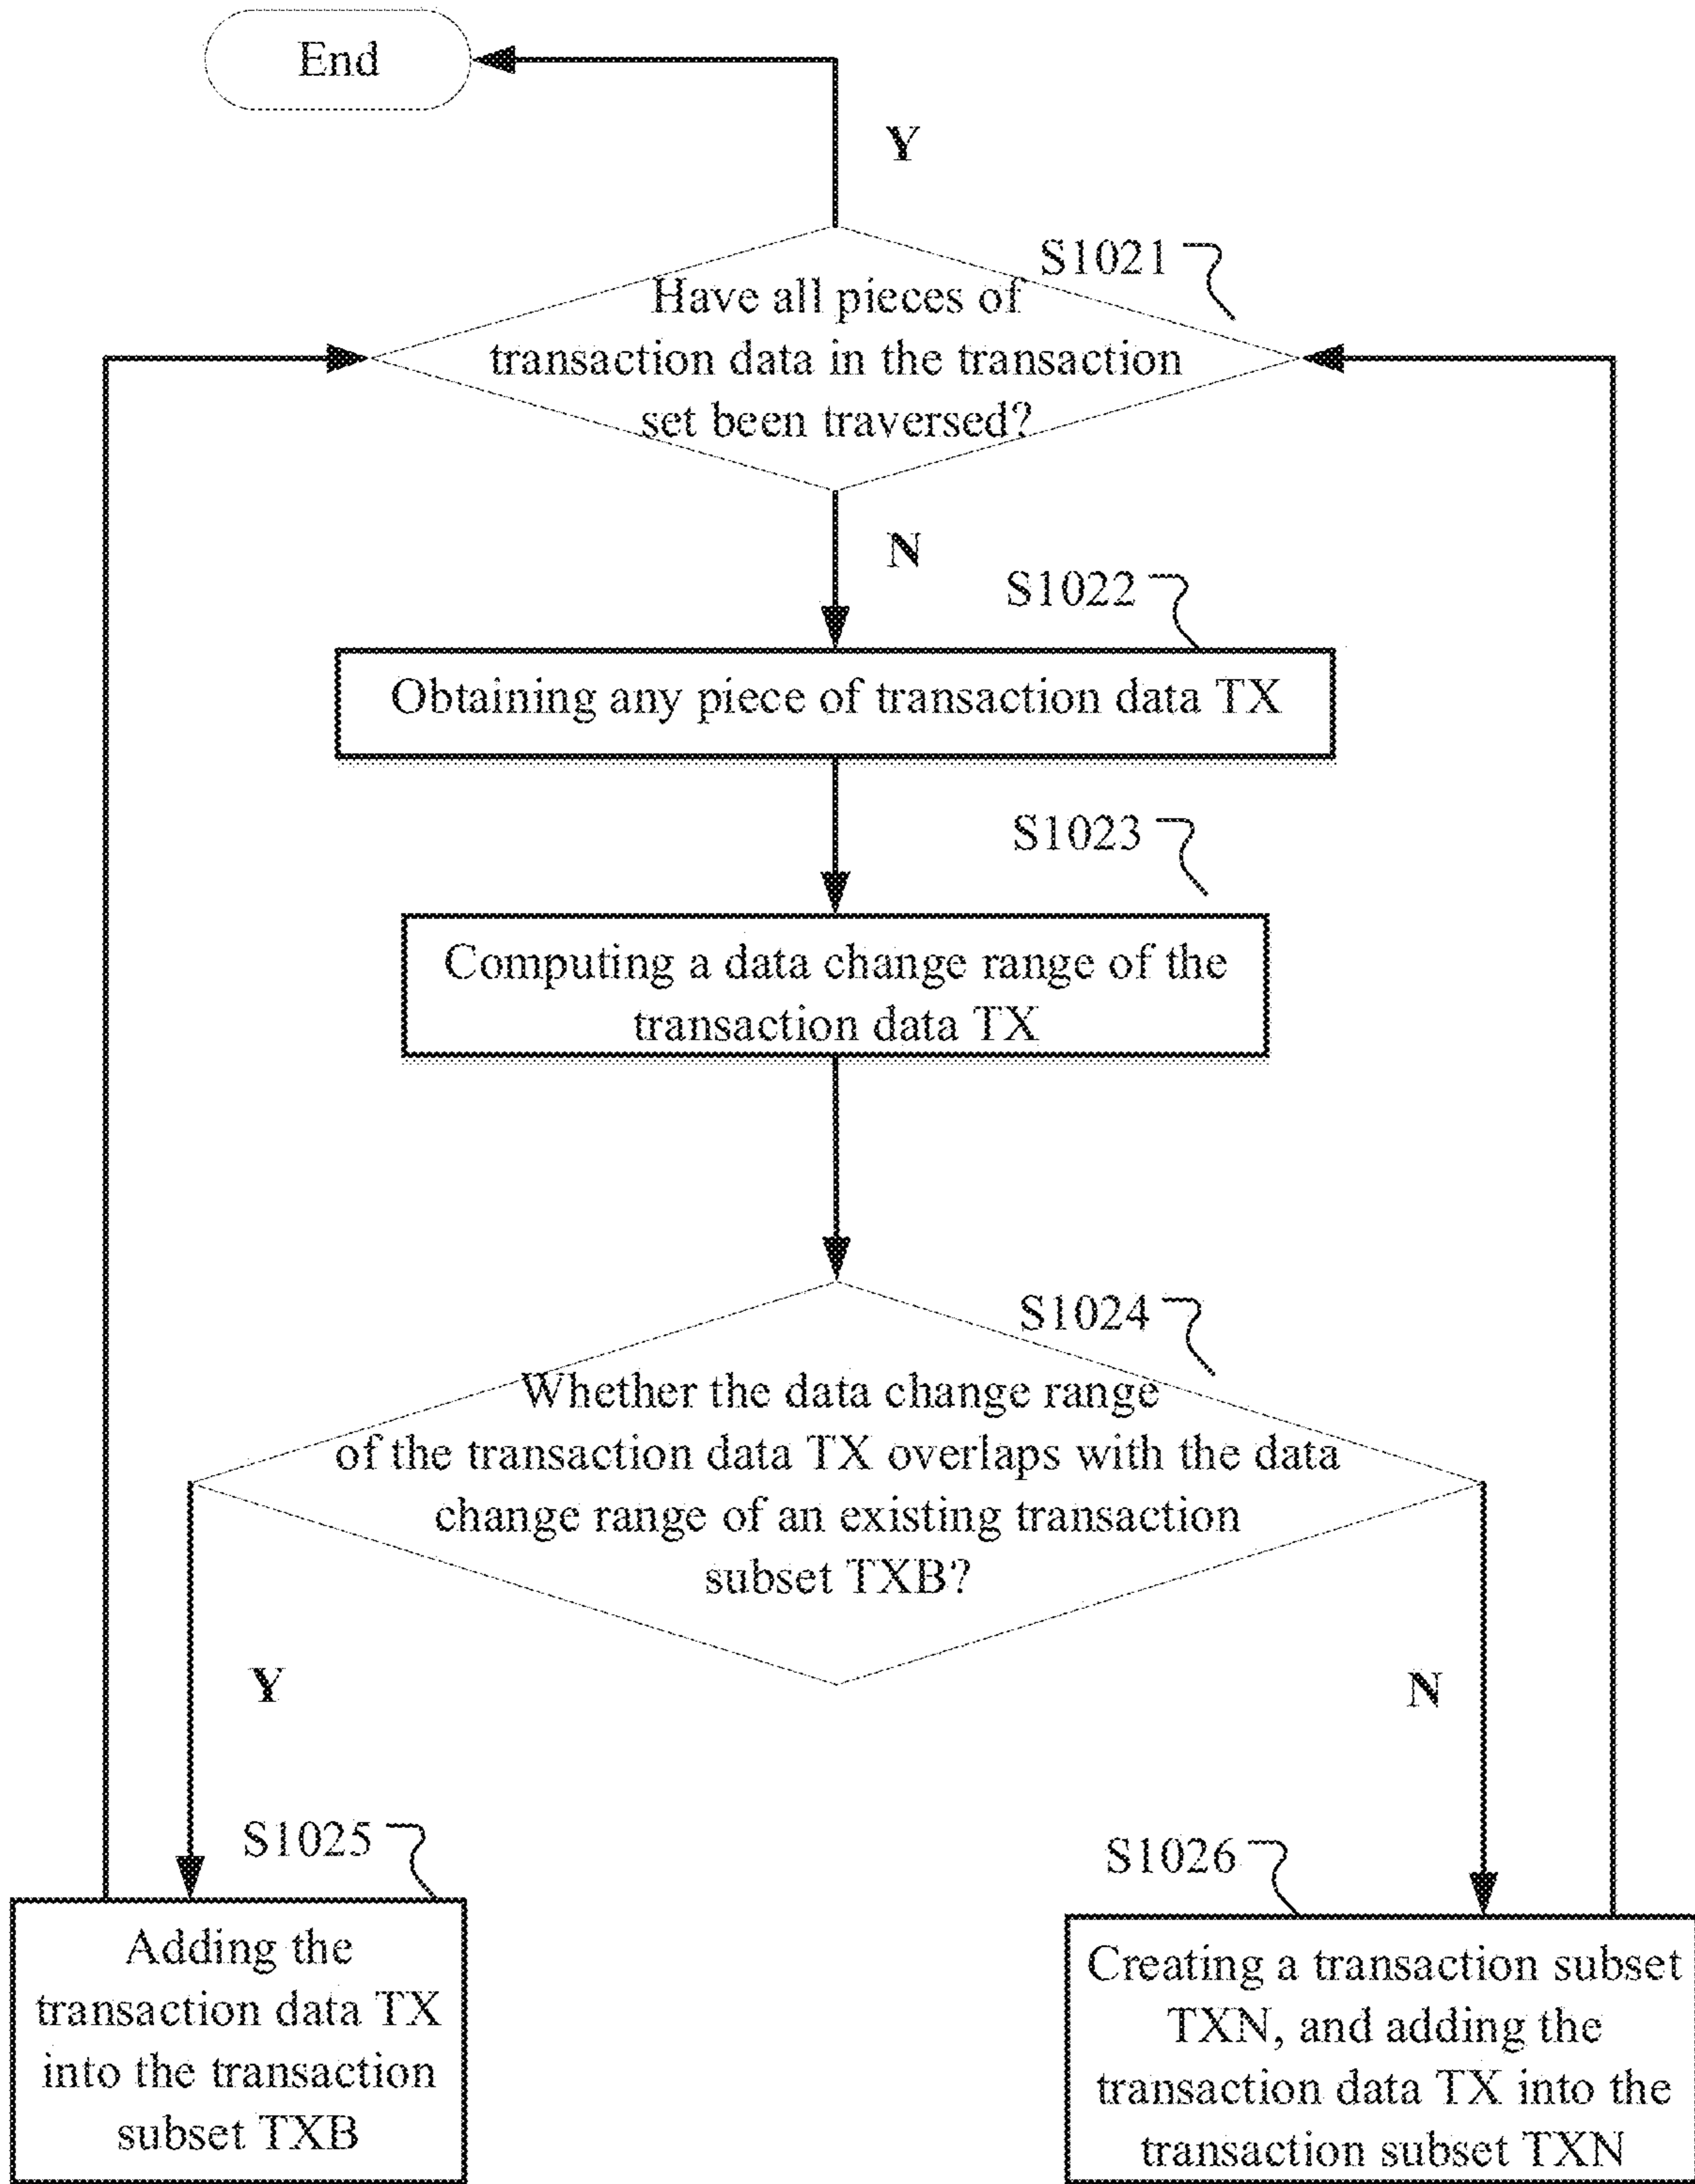 End
Y
S1021
Have all pieces of
transaction data in the transaction
set been traversed?
N
S1022
Obtaining any piece of transaction data TX
S1023
Computing a data change range of the
transaction data TX
S1024
Whether the data change range
of the transaction data TX overlaps with the data
change range of an existing transaction
subset TXB?
Y
N
S1025
Adding the
transaction data TX
into the transaction
subset TXB
S1026
Creating a transaction subset
TXN, and adding the
transaction data TX into the
transaction subset TXN